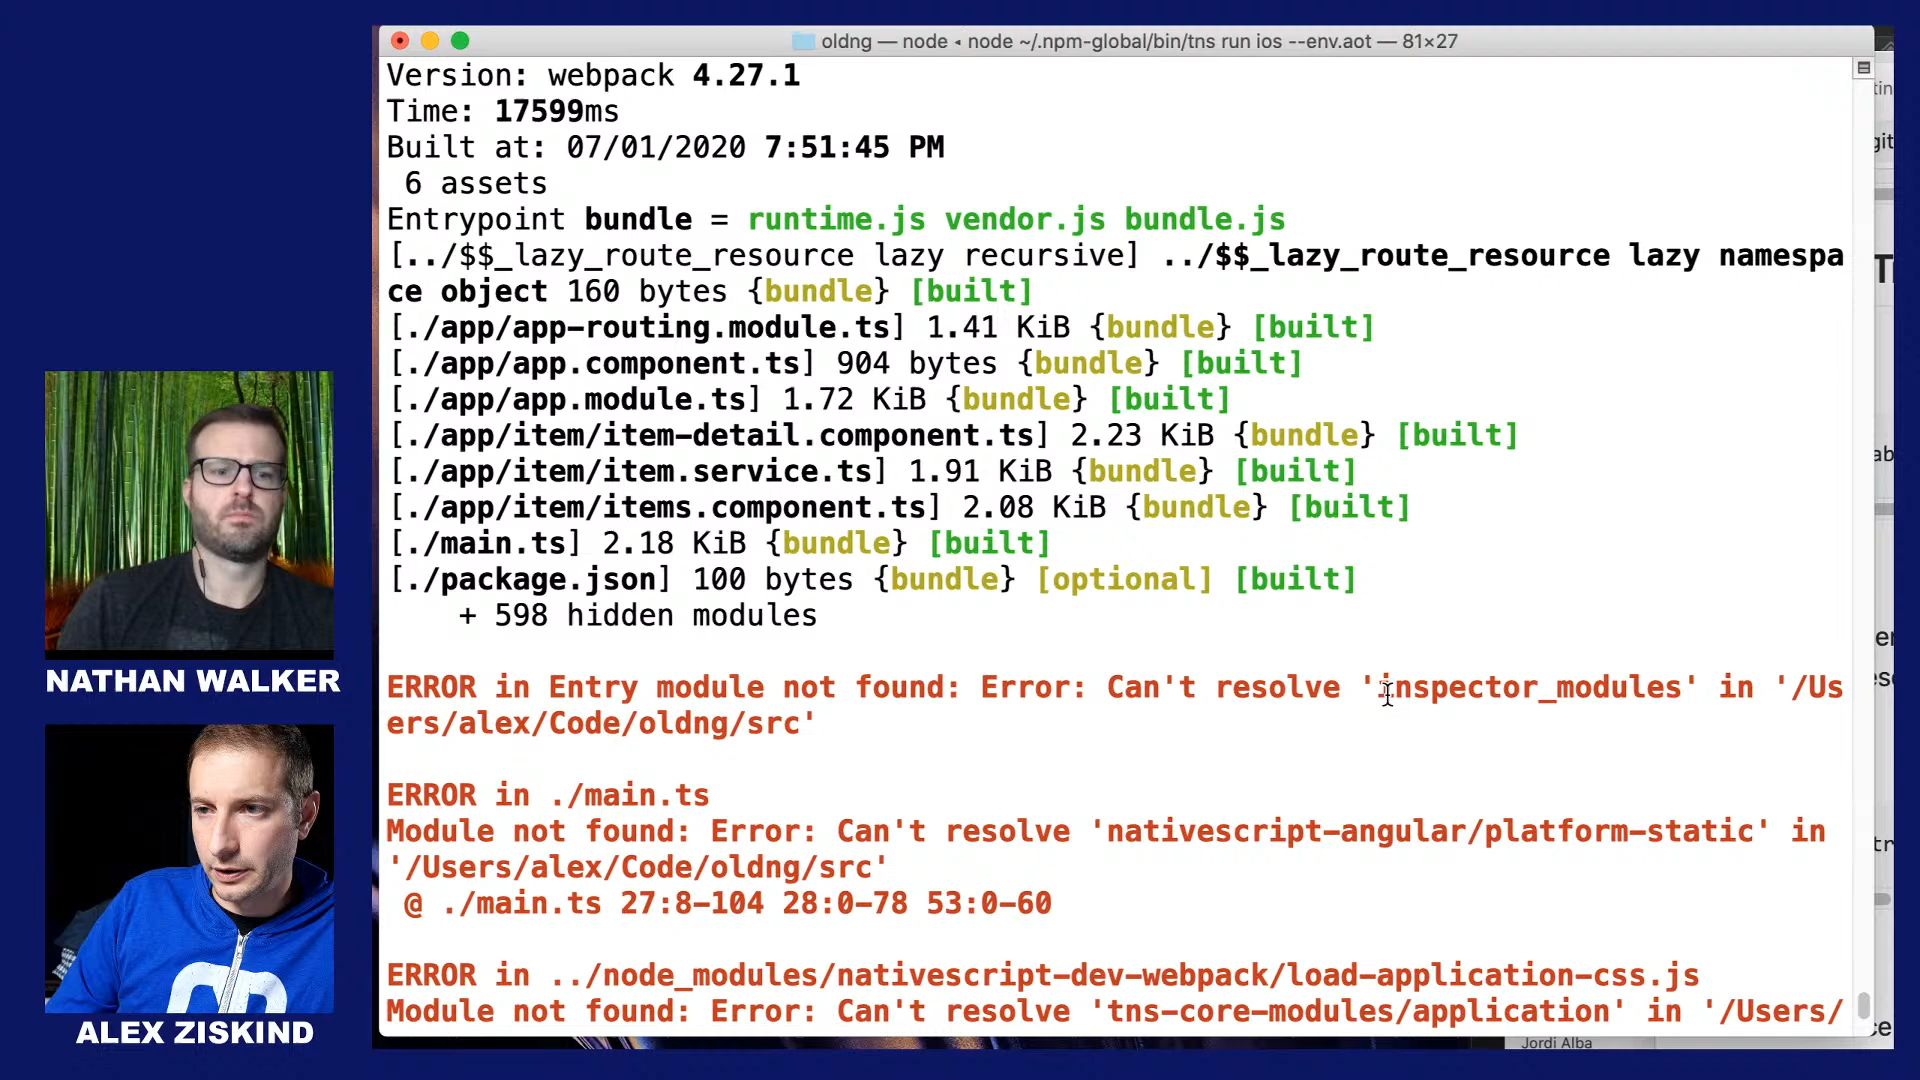 oldng — node ◂ node ~/.npm-global/bin/tns run ios --env.aot — 81×27
Version: webpack 4.27.1
Time: 17599ms
Built at: 07/01/2020 7:51:45 PM
6 assets
Entrypoint bundle = runtime.js vendor.js bundle.js
[../$$_lazy_route_resource lazy recursive] ../$$_lazy_route_resource lazy namespa
ce object 160 bytes {bundle} [built]
[./app/app-routing.module.ts] 1.41 KiB {bundle} [built]
[./app/app.component.ts] 904 bytes {bundle} [built]
[./app/app.module.ts] 1.72 KiB {bundle} [built]
[./app/item/item-detail.component.ts] 2.23 KiB {bundle} [built]
[./app/item/item.service.ts] 1.91 KiB {bundle} [built]
[./app/item/items.component.ts] 2.08 KiB {bundle} [built]
[./main.ts] 2.18 KiB {bundle} [built]
[./package.json] 100 bytes {bundle} [optional] [built]
+ 598 hidden modules
ERROR in Entry module not found: Error: Can't resolve 'inspector_modules' in '/Us
ers/alex/Code/oldng/src'
ERROR in ./main.ts
Module not found: Error: Can't resolve 'nativescript-angular/platform-static' in
'/Users/alex/Code/oldng/src'
@ ./main.ts 27:8-104 28:0-78 53:0-60
ERROR in ../node_modules/nativescript-dev-webpack/load-application-css.js
Module not found: Error: Can't resolve 'tns-core-modules/application' in '/Users/
Jordi Alba
NATHAN WALKER
ALEX ZISKIND